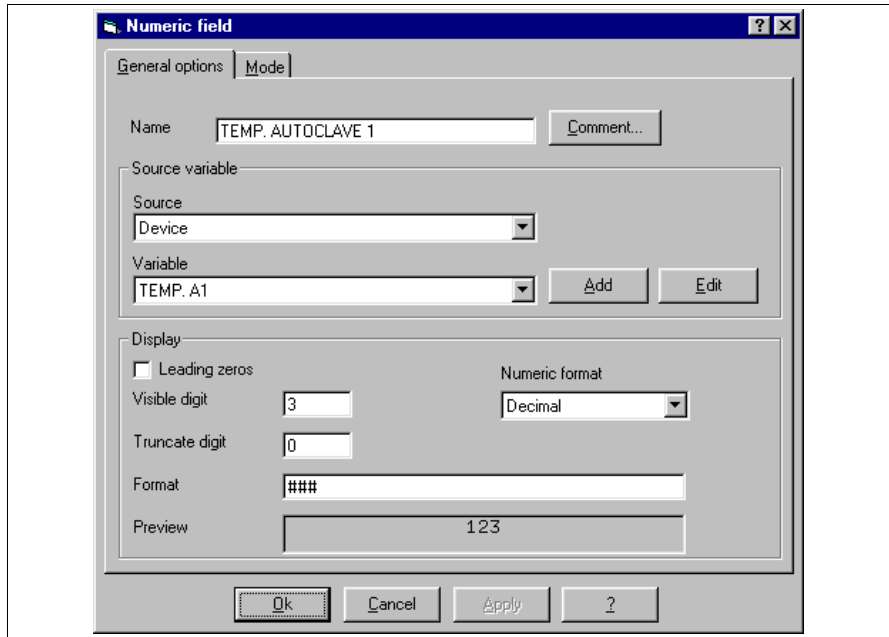 Numeric field
General options Mode
Name TEMP. AUTOCLAVE 1 Comment...
Source variable
Source
Device
Variable
TEMP. A1 Add Edit
Display
Leading zeros
Numeric format
Visible digit 3 Decimal
Truncate digit 0
Format ###
Preview 123
Ok Cancel Apply ?